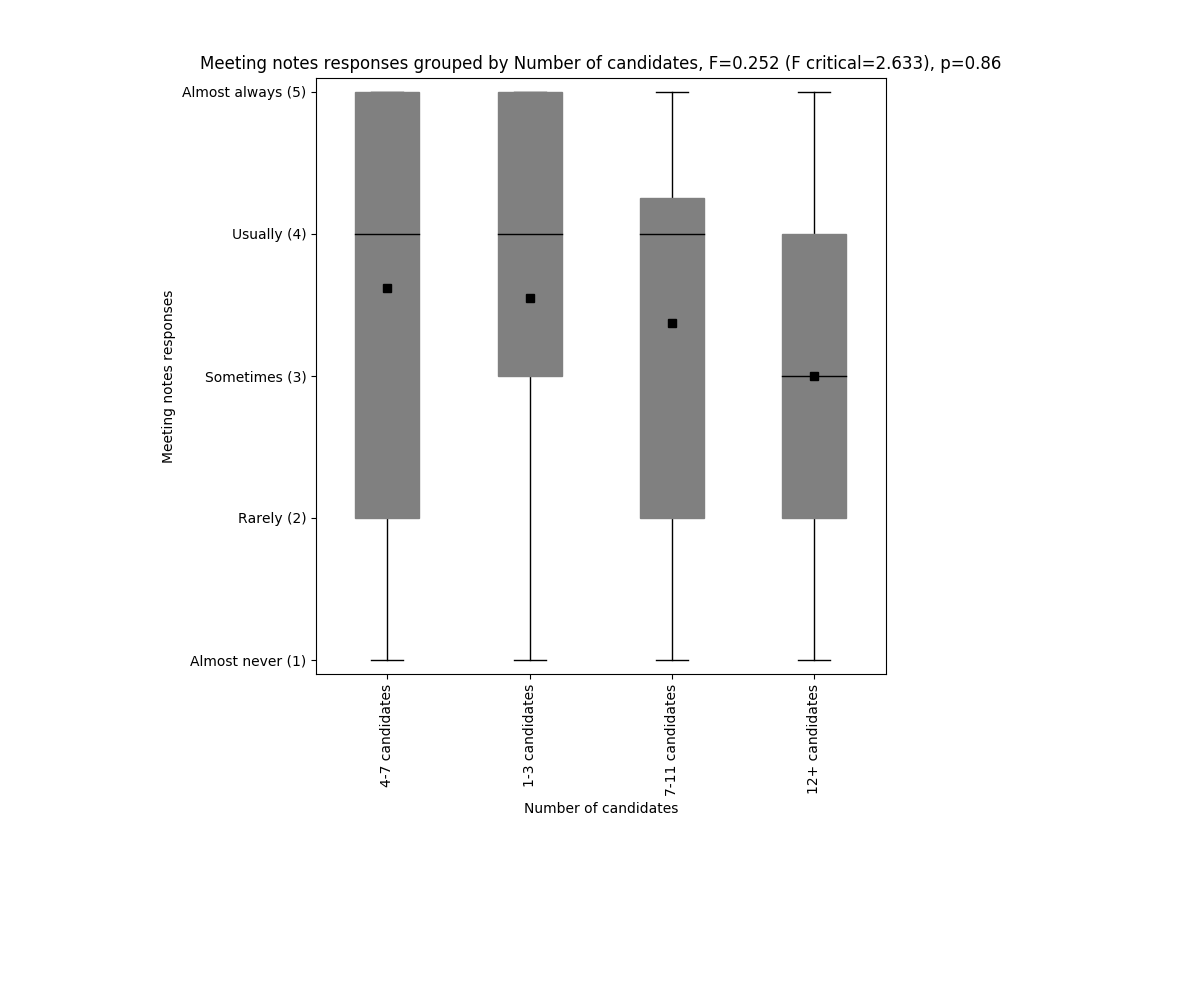 Meeting notes responses grouped by Number of candidates, F=0.252 (F critical=2.633), p=0.86
Almost always (5)
Usually (4)
Sometimes (3)
Rarely (2)
Almost never (1)
Meeting notes responses
4-7 candidates
1-3 candidates
7-11 candidates
12+ candidates
Number of candidates